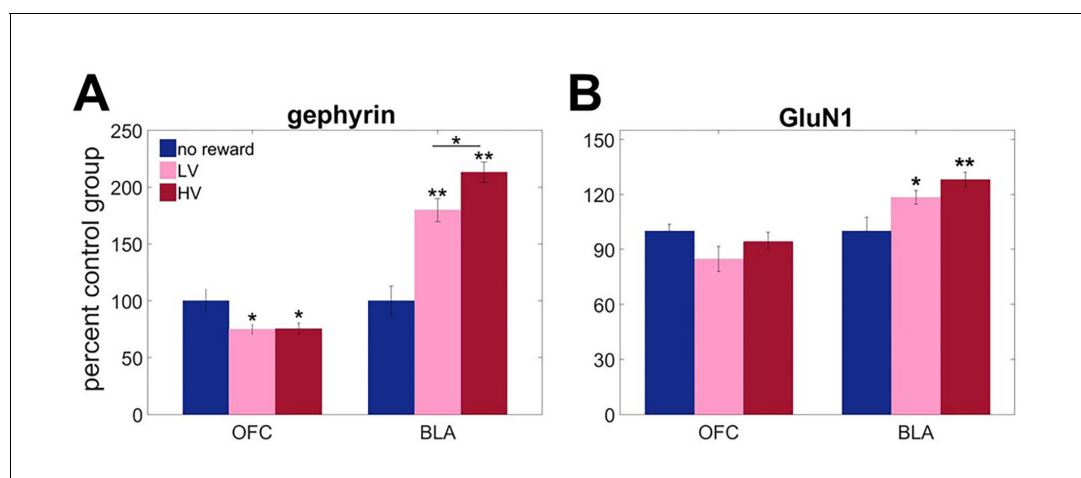 A
gephyrin
percent control group
250
200
150
100
50
0
no reward
LV
HV
*
*
**
*
**
OFC
BLA
B
GluN1
150
120
90
60
30
0
*
**
OFC
BLA